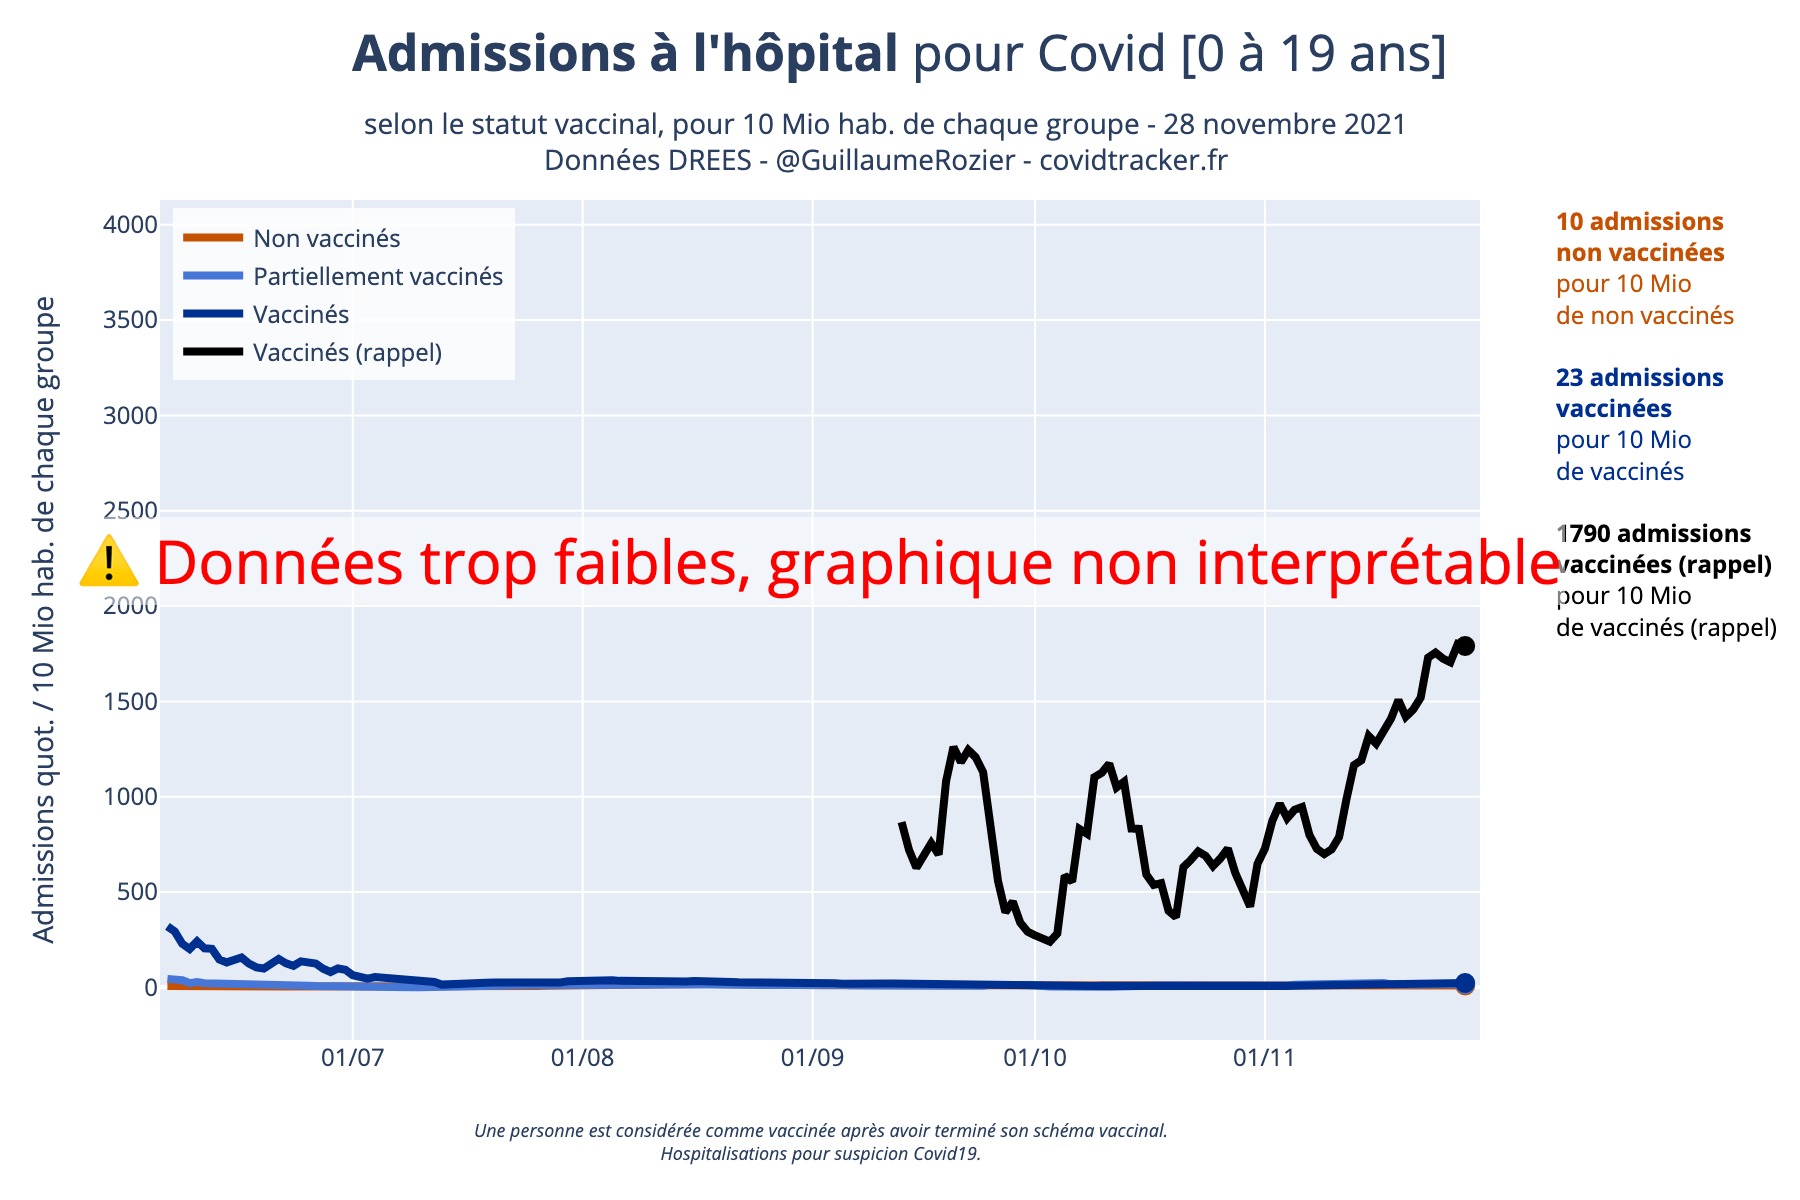 Admissions à l'hôpital pour Covid [0 à 19 ans]
selon le statut vaccinal, pour 10 Mio hab. de chaque groupe - 28 novembre 2021
Données DREES - @GuillaumeRozier - covidtracker.fr
Admissions quot. / 10 Mio hab. de chaque groupe
4000
3500
3000
2500
2000
1500
1000
500
0
Non vaccinés
Partiellement vaccinés
Vaccinés
Vaccinés (rappel)
⚠️ Données trop faibles, graphique non interprétable
10 admissions
non vaccinées
pour 10 Mio
de non vaccinés
23 admissions
vaccinées
pour 10 Mio
de vaccinés
1790 admissions
vaccinées (rappel)
pour 10 Mio
de vaccinés (rappel)
01/07
01/08
01/09
01/10
01/11
Une personne est considérée comme vaccinée après avoir terminé son schéma vaccinal.
Hospitalisations pour suspicion Covid19.